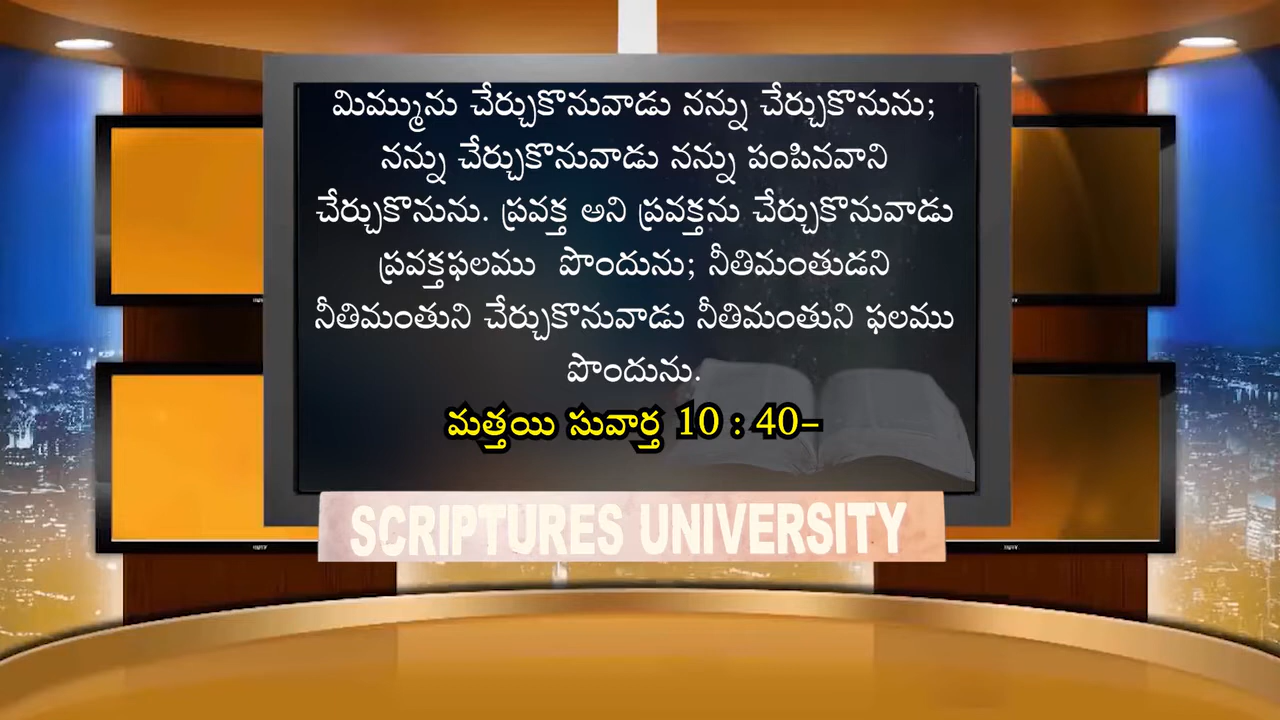 మిమ్మును చేర్చుకొనువాడు నన్ను చేర్చుకొనును;
నన్ను చేర్చుకొనువాడు నన్ను పంపినవాని
చేర్చుకొనును. ప్రవక్త అని ప్రవక్తను చేర్చుకొనువాడు
ప్రవక్తఫలము పొందును; నీతిమంతుడని
నీతిమంతుని చేర్చుకొనువాడు నీతిమంతుని ఫలము
పొందును.
మత్తయి సువార్త 10 : 40-
SCRIPTURES UNIVERSITY